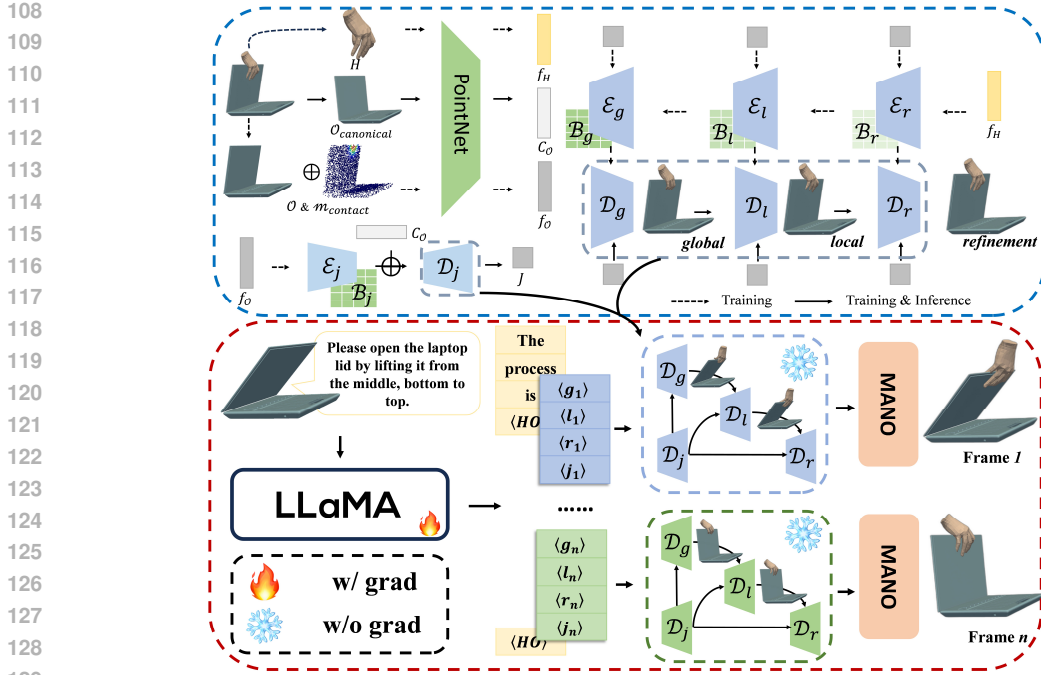 108
109
110
111
112
113
114
115
116
117
118
119
120
121
122
123
124
125
126
127
128
H
O_canonical
O & m_contact
PointNet
f_H
C_O
f_O
ℰ_g
ℬ_g
ℰ_l
ℬ_l
ℰ_r
ℬ_r
f_H
𝒟_g
global
𝒟_l
local
𝒟_r
refinement
f_O
ℰ_j
ℬ_j
C_O
𝒟_j
J
Training
Training & Inference
Please open the laptop
lid by lifting it from
the middle, bottom to
top.
LLaMA
w/ grad
w/o grad
The
process
is
⟨HO
⟨g_1⟩
⟨l_1⟩
⟨r_1⟩
⟨j_1⟩
......
⟨g_n⟩
⟨l_n⟩
⟨r_n⟩
⟨j_n⟩
⟨HO⟩
𝒟_g
𝒟_l
𝒟_j
𝒟_r
MANO
Frame 1
𝒟_g
𝒟_l
𝒟_j
𝒟_r
MANO
Frame n